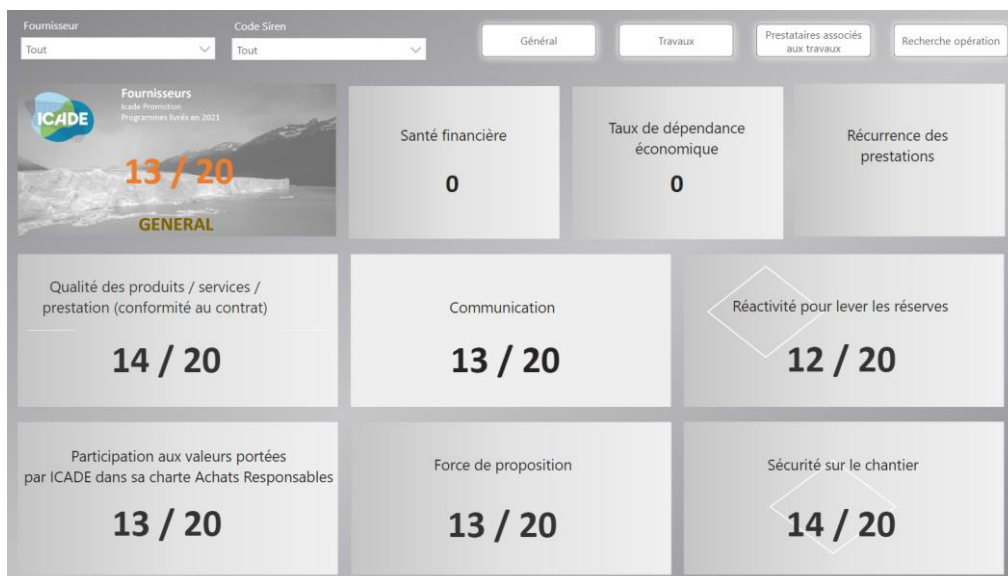 Fournisseur
Code Siren
Tout
Tout
Général
Travaux
Prestataires associés
aux travaux
Recherche opération
ICADE
Fournisseurs
Icade Promotion
Programmes livrés en 2021
13 / 20
GENERAL
Santé financière
0
Taux de dépendance
économique
0
Récurrence des
prestations
Qualité des produits / services /
prestation (conformité au contrat)
14 / 20
Communication
13 / 20
Réactivité pour lever les réserves
12 / 20
Participation aux valeurs portées
par ICADE dans sa charte Achats Responsables
13 / 20
Force de proposition
13 / 20
Sécurité sur le chantier
14 / 20